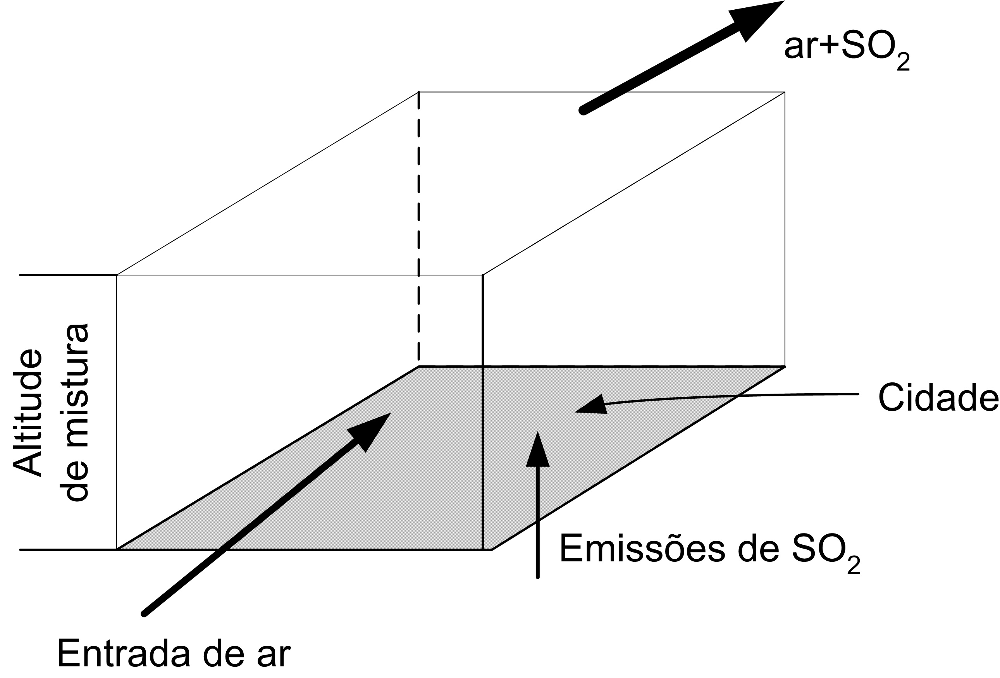 ar+SO₂
Altitude
de mistura
Cidade
Emissões de SO₂
Entrada de ar